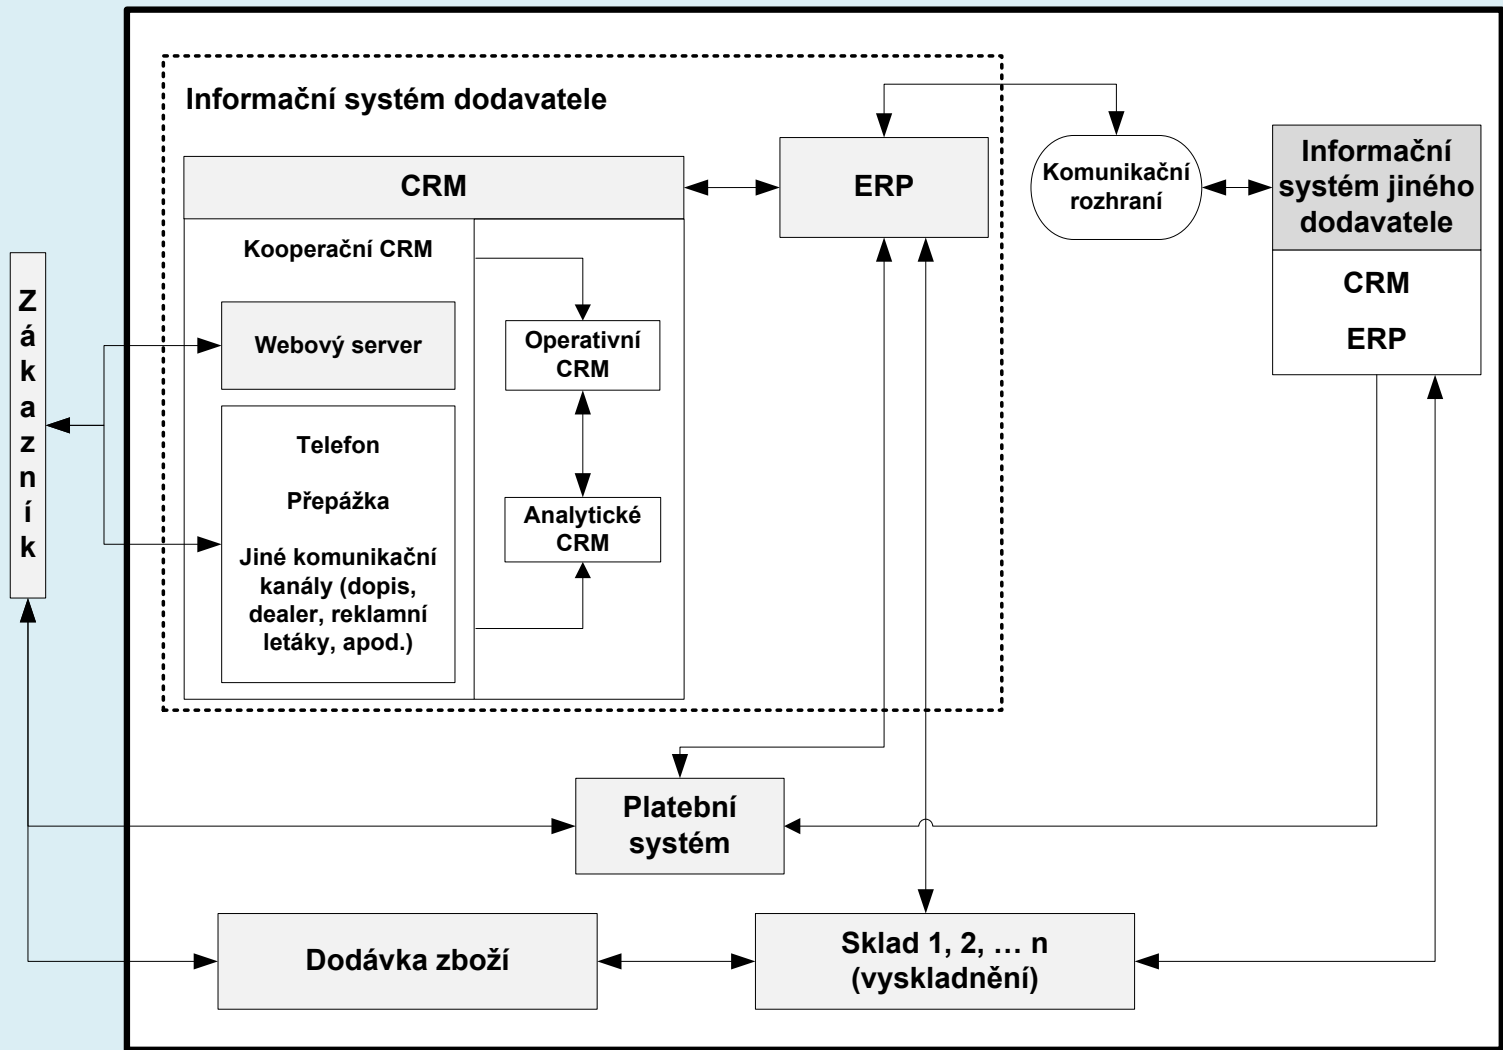 Informační systém dodavatele
CRM
ERP
Komunikační
rozhraní
Informační
systém jiného
dodavatele
CRM
ERP
Kooperační CRM
Webový server
Operativní
CRM
Telefon
Přepážka
Jiné komunikační
kanály (dopis,
dealer, reklamní
letáky, apod.)
Analytické
CRM
Zákazník
Platební
systém
Dodávka zboží
Sklad 1, 2, … n
(vyskladnění)